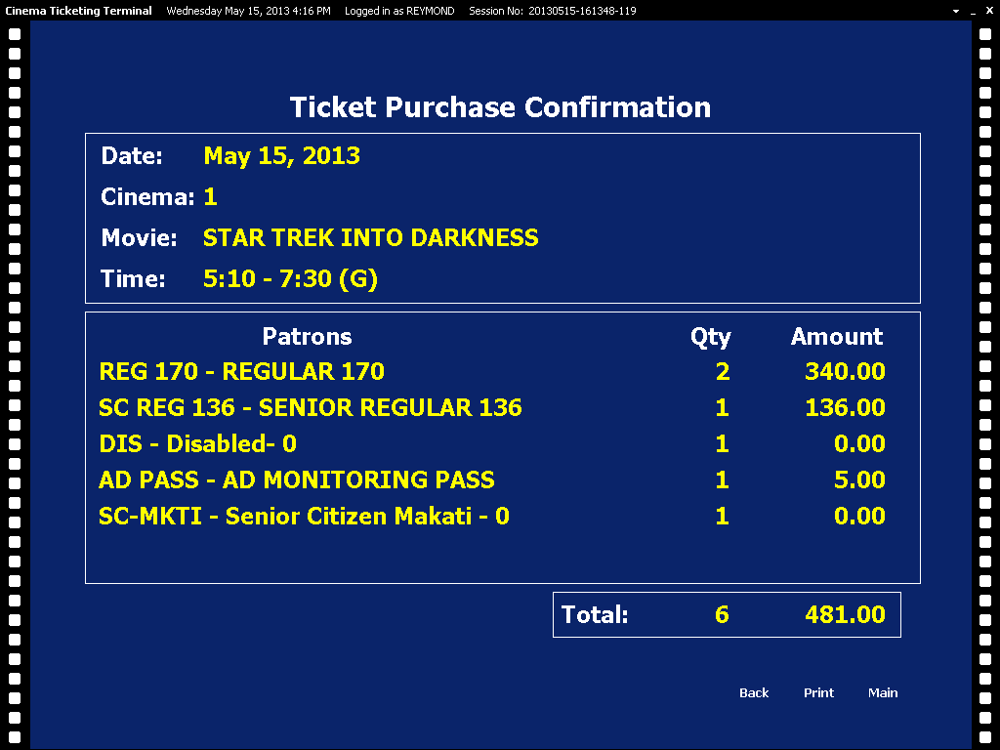 Cinema Ticketing Terminal Wednesday May 15, 2013 4:16 PM Logged in as REYMOND Session No: 20130515-161348-119
Ticket Purchase Confirmation
Date: May 15, 2013
Cinema: 1
Movie: STAR TREK INTO DARKNESS
Time: 5:10 - 7:30 (G)
Patrons Qty Amount
REG 170 - REGULAR 170 2 340.00
SC REG 136 - SENIOR REGULAR 136 1 136.00
DIS - Disabled- 0 1 0.00
AD PASS - AD MONITORING PASS 1 5.00
SC-MKTI - Senior Citizen Makati - 0 1 0.00
Total: 6 481.00
Back Print Main